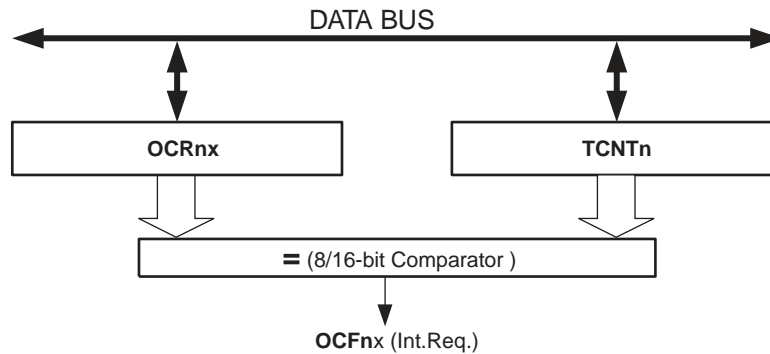 DATA BUS
OCRnx
TCNTn
= (8/16-bit Comparator )
OCFnx (Int.Req.)